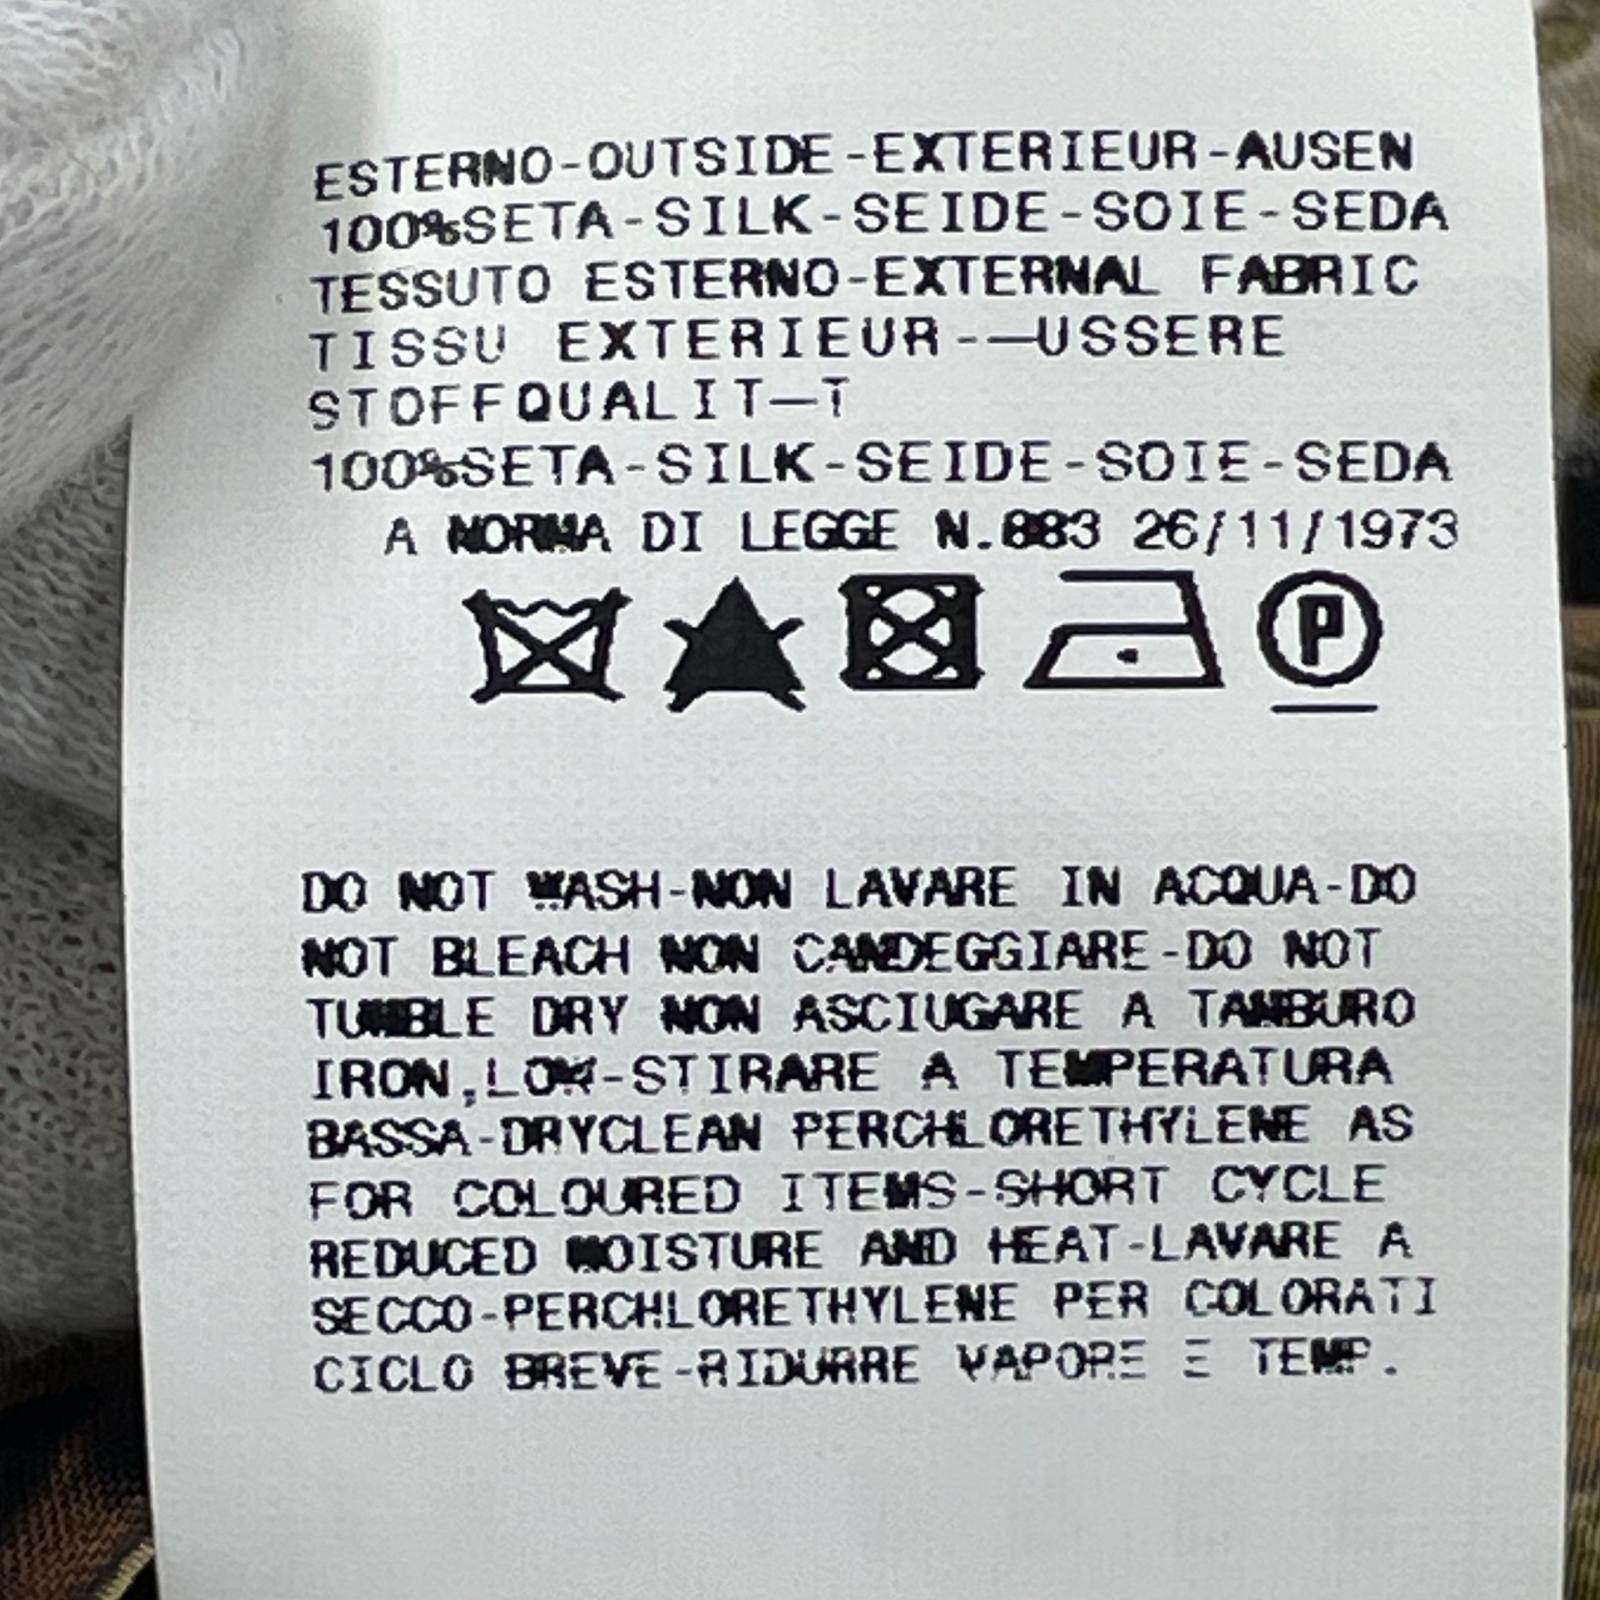 ESTERNO-OUTSIDE-EXTERIEUR-AUSEN
100%SETA-SILK-SEIDE-SOIE-SEDA
TESSUTO ESTERNO-EXTERNAL FABRIC
TISSU EXTERIEUR-—USSERE
STOFFQUALIT—T
100%SETA-SILK-SEIDE-SOIE-SEDA
A NORMA DI LEGGE N.883 26/11/1973
P
DO NOT WASH-NON LAVARE IN ACQUA-DO
NOT BLEACH NON CANDEGGIARE-DO NOT
TUMBLE DRY NON ASCIUGARE A TAMBURO
IRON,LOW-STIRARE A TEMPERATURA
BASSA-DRYCLEAN PERCHLORETHYLENE AS
FOR COLOURED ITEMS-SHORT CYCLE
REDUCED MOISTURE AND HEAT-LAVARE A
SECCO-PERCHLORETHYLENE PER COLORATI
CICLO BREVE-RIDURRE VAPORE E TEMP.